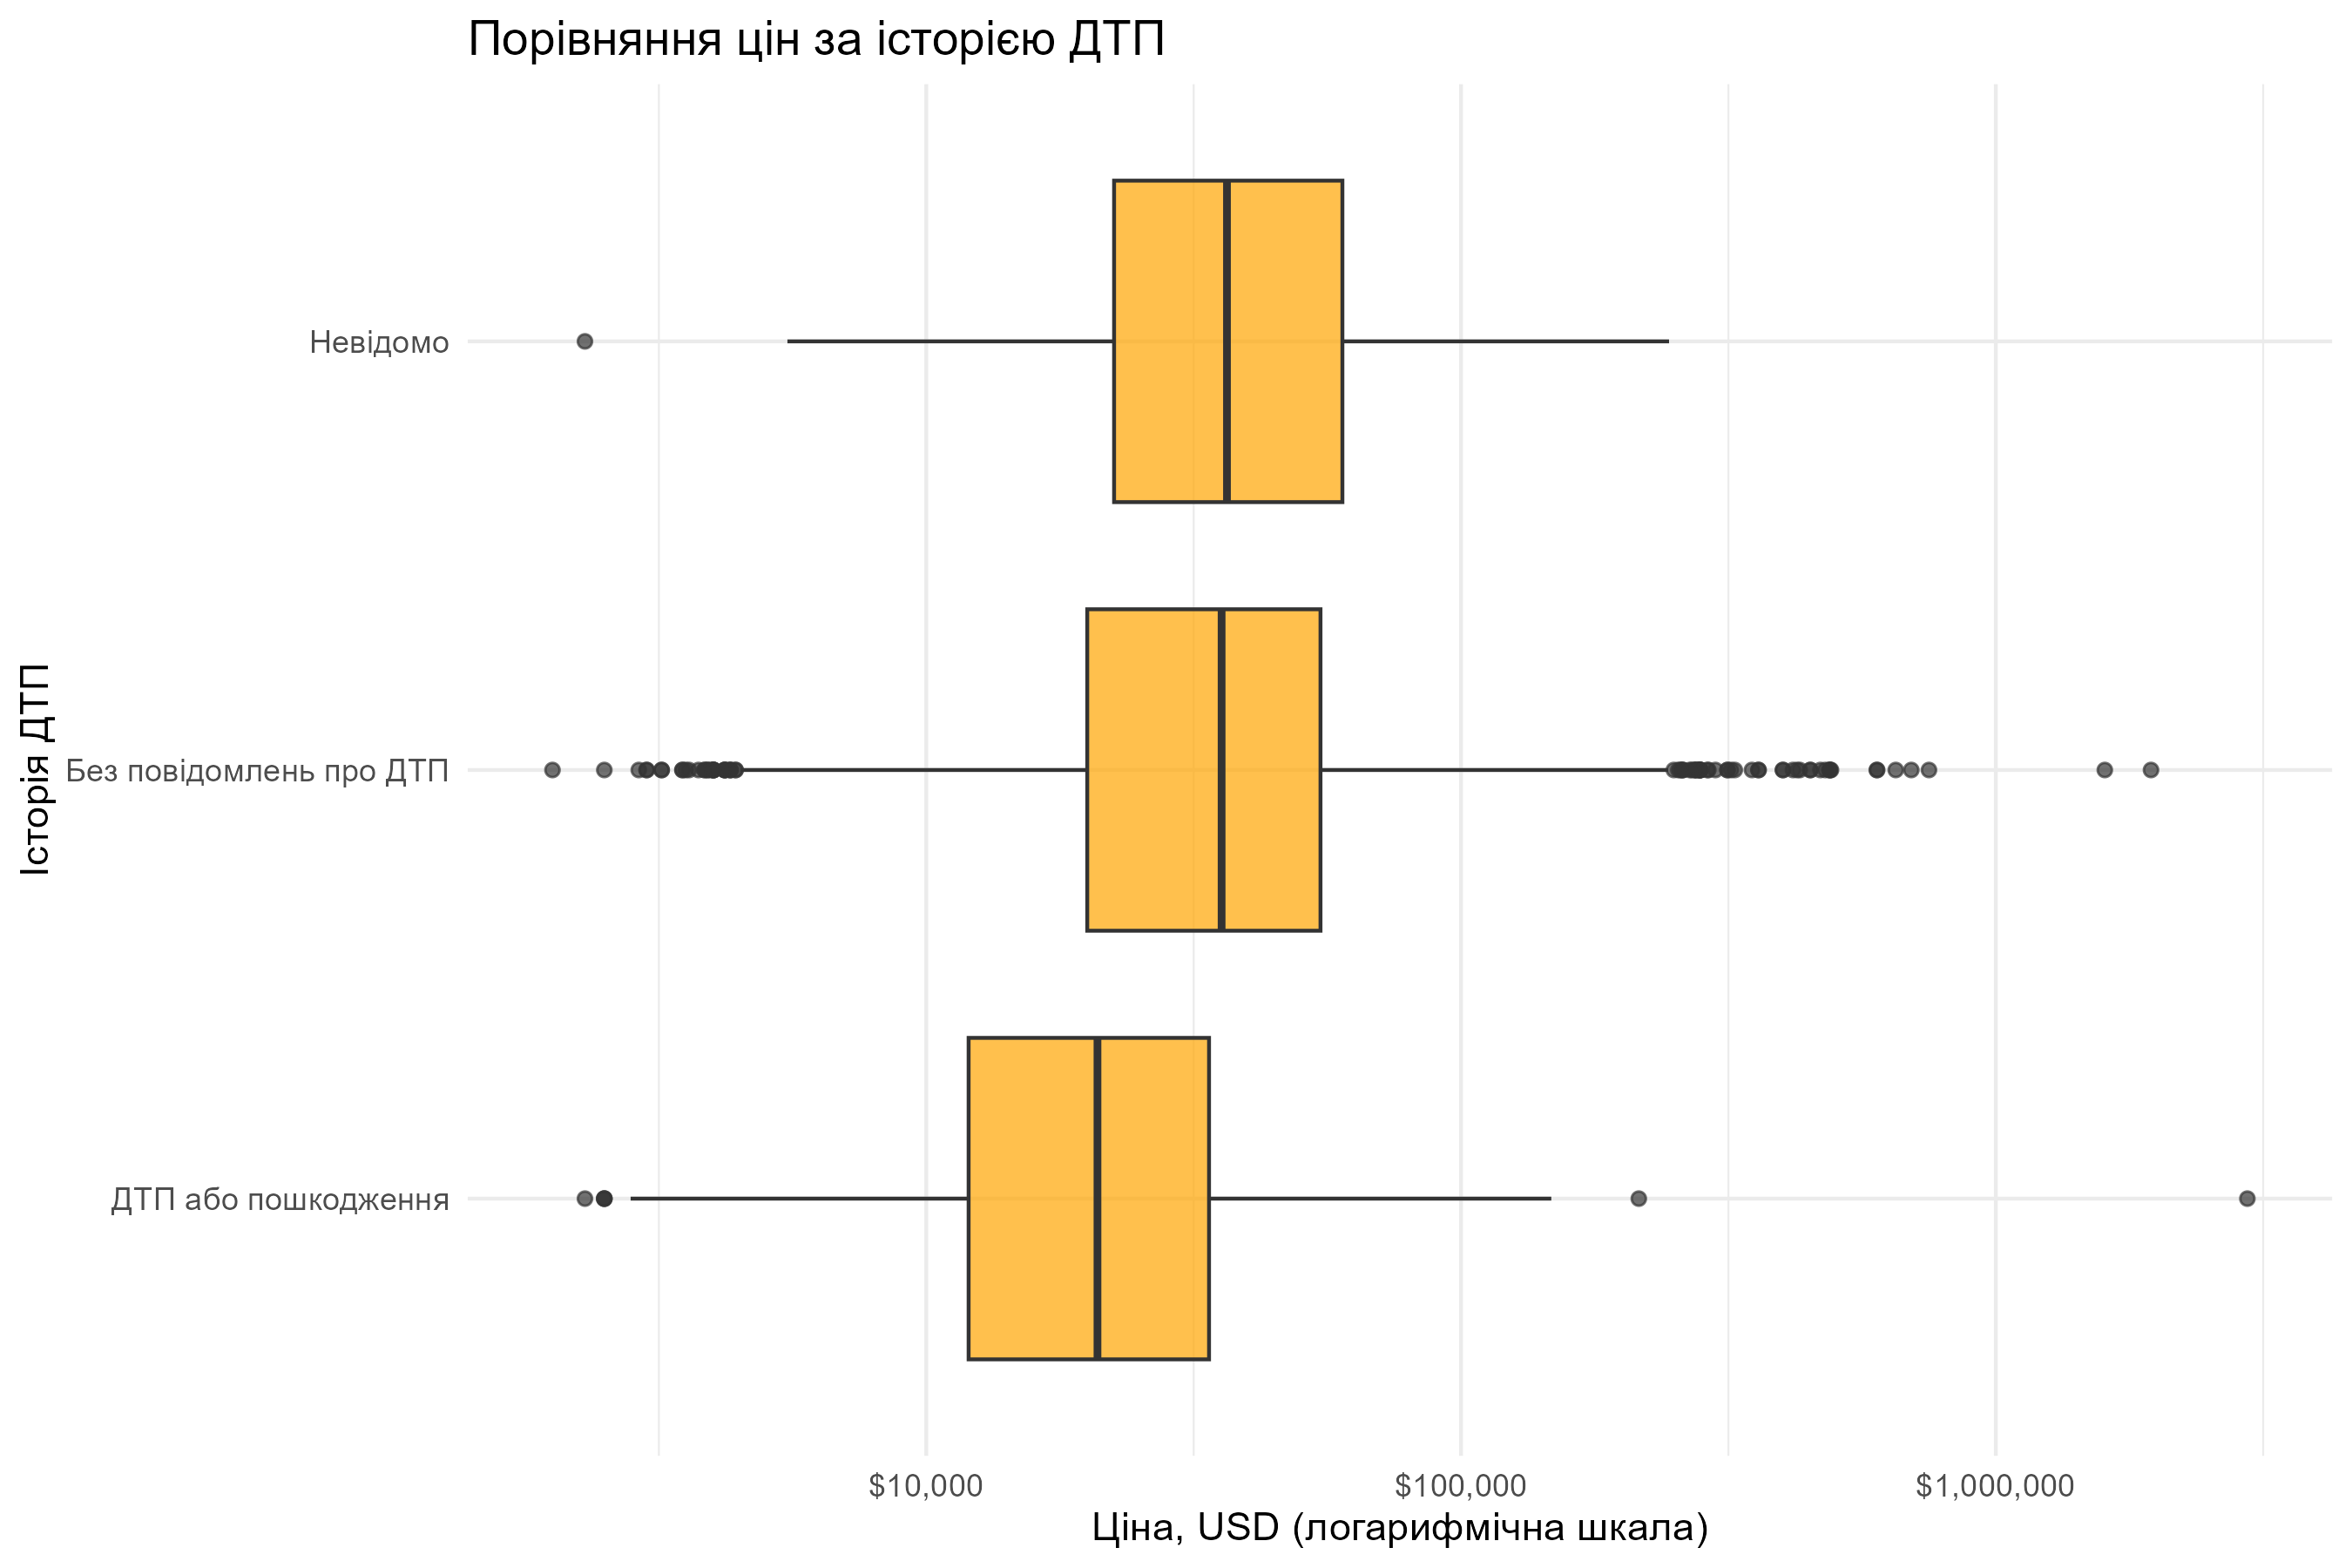 Порівняння цін за історією ДТП
Історія ДТП
Невідомо
Без повідомлень про ДТП
ДТП або пошкодження
$10,000
$100,000
$1,000,000
Ціна, USD (логарифмічна шкала)